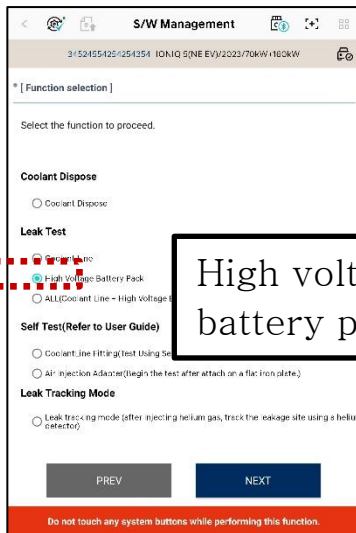 S/W Management
34524554254254354 IONIQ 5(NE EV)/2023/70kW+160kW
* [ Function selection ]
Select the function to proceed.
Coolant Dispose
Coolant Dispose
Leak Test
Coolant Line
High Voltage Battery Pack
ALL(Coolant Line + High Voltage
High volt
battery p
Self Test(Refer to User Guide)
CoolantLine Fitting(Test Using
Air Injection Adapter(Begin the test after attach on a flat iron plate.)
Leak Tracking Mode
Leak tracking mode (after injecting helium gas, track the leakage site using a helium
detector)
PREV
NEXT
Do not touch any system buttons while performing this function.